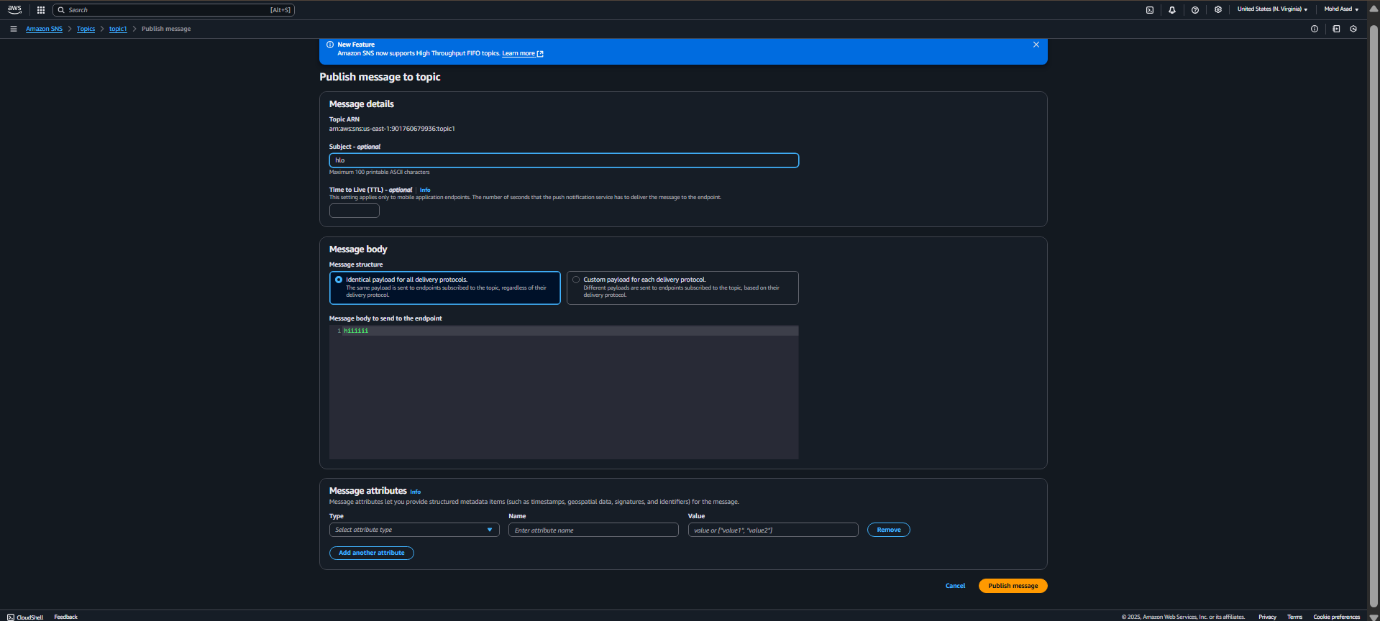 aws
Search [Alt+S]
United States (N. Virginia)
Mohd Asad
Amazon SNS > Topics > topic1 > Publish message
New Feature
Amazon SNS now supports High Throughput FIFO topics. Learn more
Publish message to topic
Message details
Topic ARN
arn:aws:sns:us-east-1:901760679936:topic1
Subject - optional
hlo
Maximum 100 printable ASCII characters
Time to Live (TTL) - optional | Info
This setting applies only to mobile application endpoints. The number of seconds that the push notification service has to deliver the message to the endpoint.
Message body
Message structure
Identical payload for all delivery protocols.
The same payload is sent to endpoints subscribed to the topic, regardless of their
delivery protocol.
Custom payload for each delivery protocol.
Different payloads are sent to endpoints subscribed to the topic, based on their
delivery protocol.
Message body to send to the endpoint
1 hiiiiii
Message attributes Info
Message attributes let you provide structured metadata items (such as timestamps, geospatial data, signatures, and identifiers) for the message.
Type
Name
Value
Select attribute type
Enter attribute name
value or ["value1", "value2"]
Remove
Add another attribute
Cancel
Publish message
CloudShell Feedback
© 2025, Amazon Web Services, Inc. or its affiliates. Privacy Terms Cookie preferences